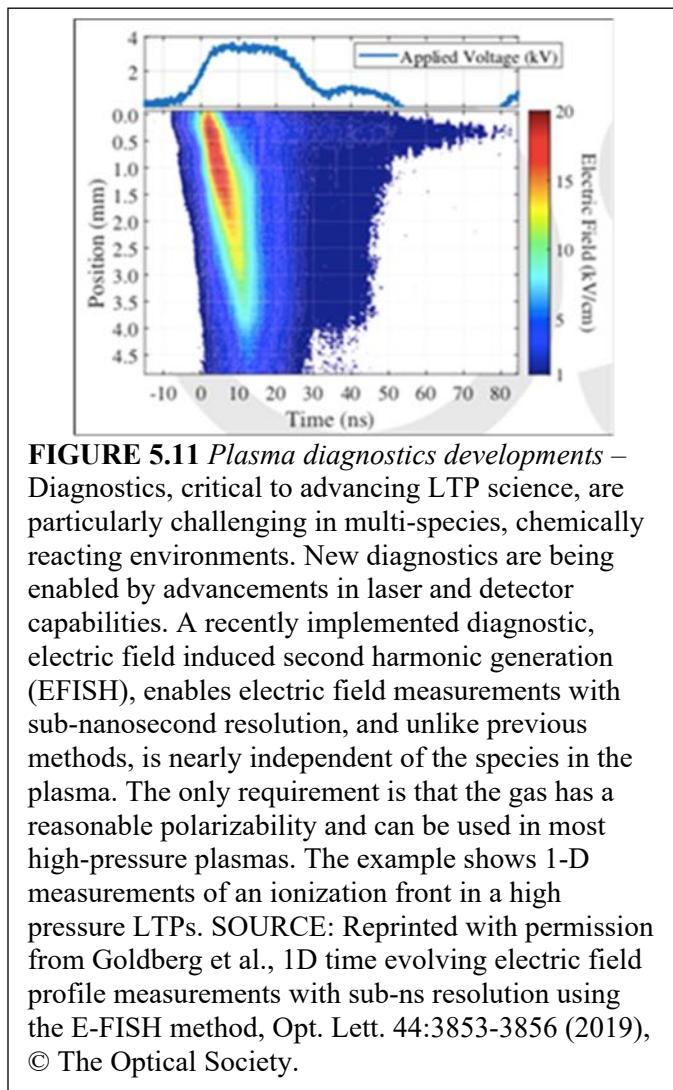 4
2
Applied Voltage (kV)
0.0
0.5
1.0
1.5
2.0
2.5
3.0
3.5
4.0
4.5
Position (mm)
-10 0 10 20 30 40 50 60 70 80
Time (ns)
20
15
10
5
1
Electric Field (kV/cm)
FIGURE 5.11 Plasma diagnostics developments –
Diagnostics, critical to advancing LTP science, are
particularly challenging in multi-species, chemically
reacting environments. New diagnostics are being
enabled by advancements in laser and detector
capabilities. A recently implemented diagnostic,
electric field induced second harmonic generation
(EFISH), enables electric field measurements with
sub-nanosecond resolution, and unlike previous
methods, is nearly independent of the species in the
plasma. The only requirement is that the gas has a
reasonable polarizability and can be used in most
high-pressure plasmas. The example shows 1-D
measurements of an ionization front in a high
pressure LTPs. SOURCE: Reprinted with permission
from Goldberg et al., 1D time evolving electric field
profile measurements with sub-ns resolution using
the E-FISH method, Opt. Lett. 44:3853-3856 (2019),
© The Optical Society.